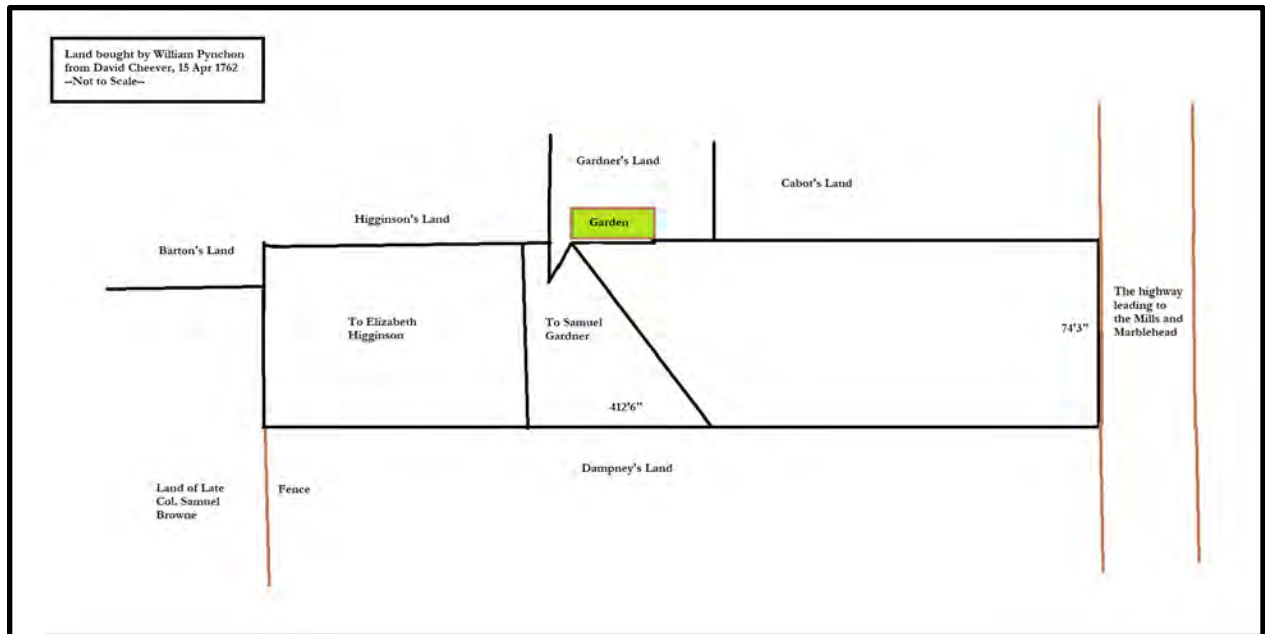 Land bought by William Pynchon
from David Cheever, 15 Apr 1762
--Not to Scale--
Gardner's Land
Cabot's Land
Higginson's Land
Garden
Barton's Land
The highway
leading to
the Mills and
Marblehead
To Elizabeth
Higginson
To Samuel
Gardner
74'3"
412'6"
Dampney's Land
Land of Late
Col. Samuel
Browne
Fence